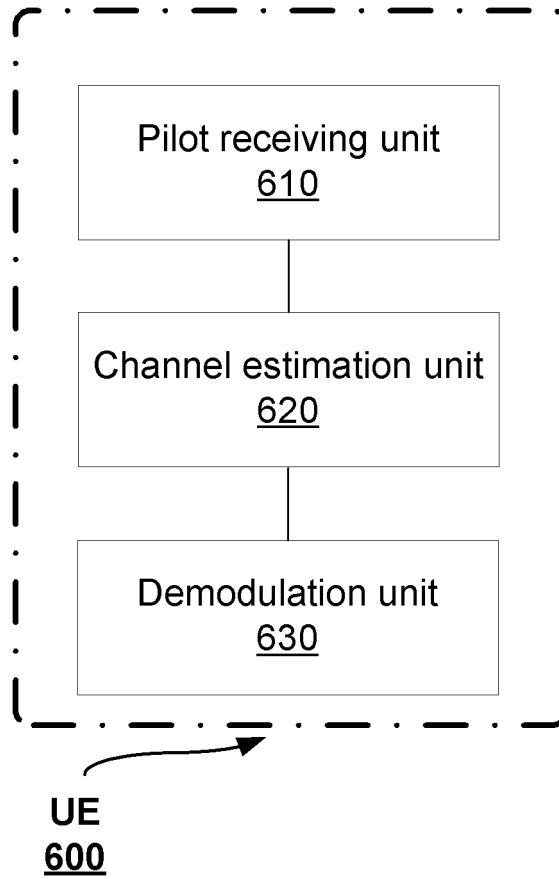 Pilot receiving unit
610
Channel estimation unit
620
Demodulation unit
630
UE
600